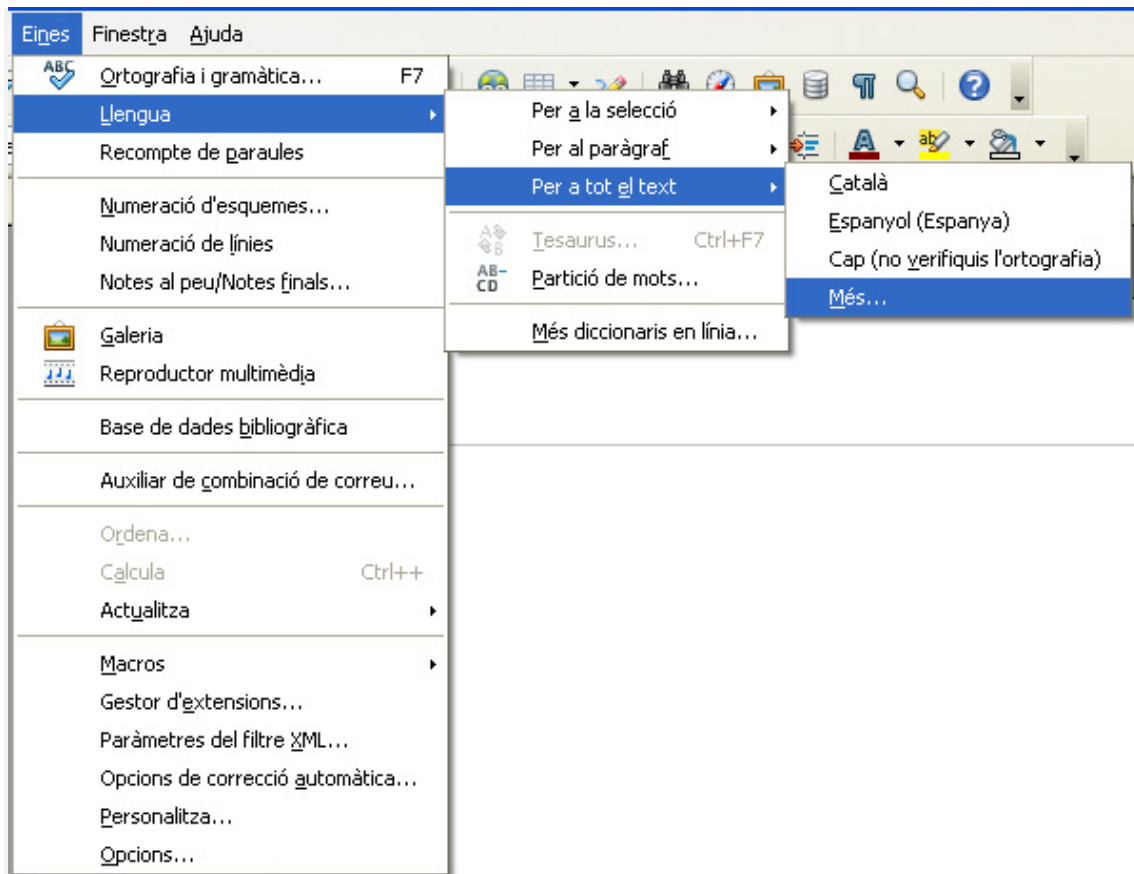 Eines Finestra Ajuda
ABC Ortografia i gramàtica... F7
Llengua
Recompte de paraules
Numeració d'esquemes...
Numeració de línies
Notes al peu/Notes finals...
Galeria
Reproductor multimèdia
Base de dades bibliogràfica
Auxiliar de combinació de correu...
Ordena...
Calcula Ctrl++
Actualitza
Macros
Gestor d'extensions...
Paràmetres del filtre XML...
Opcions de correcció automàtica...
Personalitza...
Opcions...
Per a la selecció
Per al paràgraf
Per a tot el text
Tesaurus... Ctrl+F7
AB-
CD
Partició de mots...
Més diccionaris en línia...
Català
Espanyol (Espanya)
Cap (no verifiquis l'ortografia)
Més...